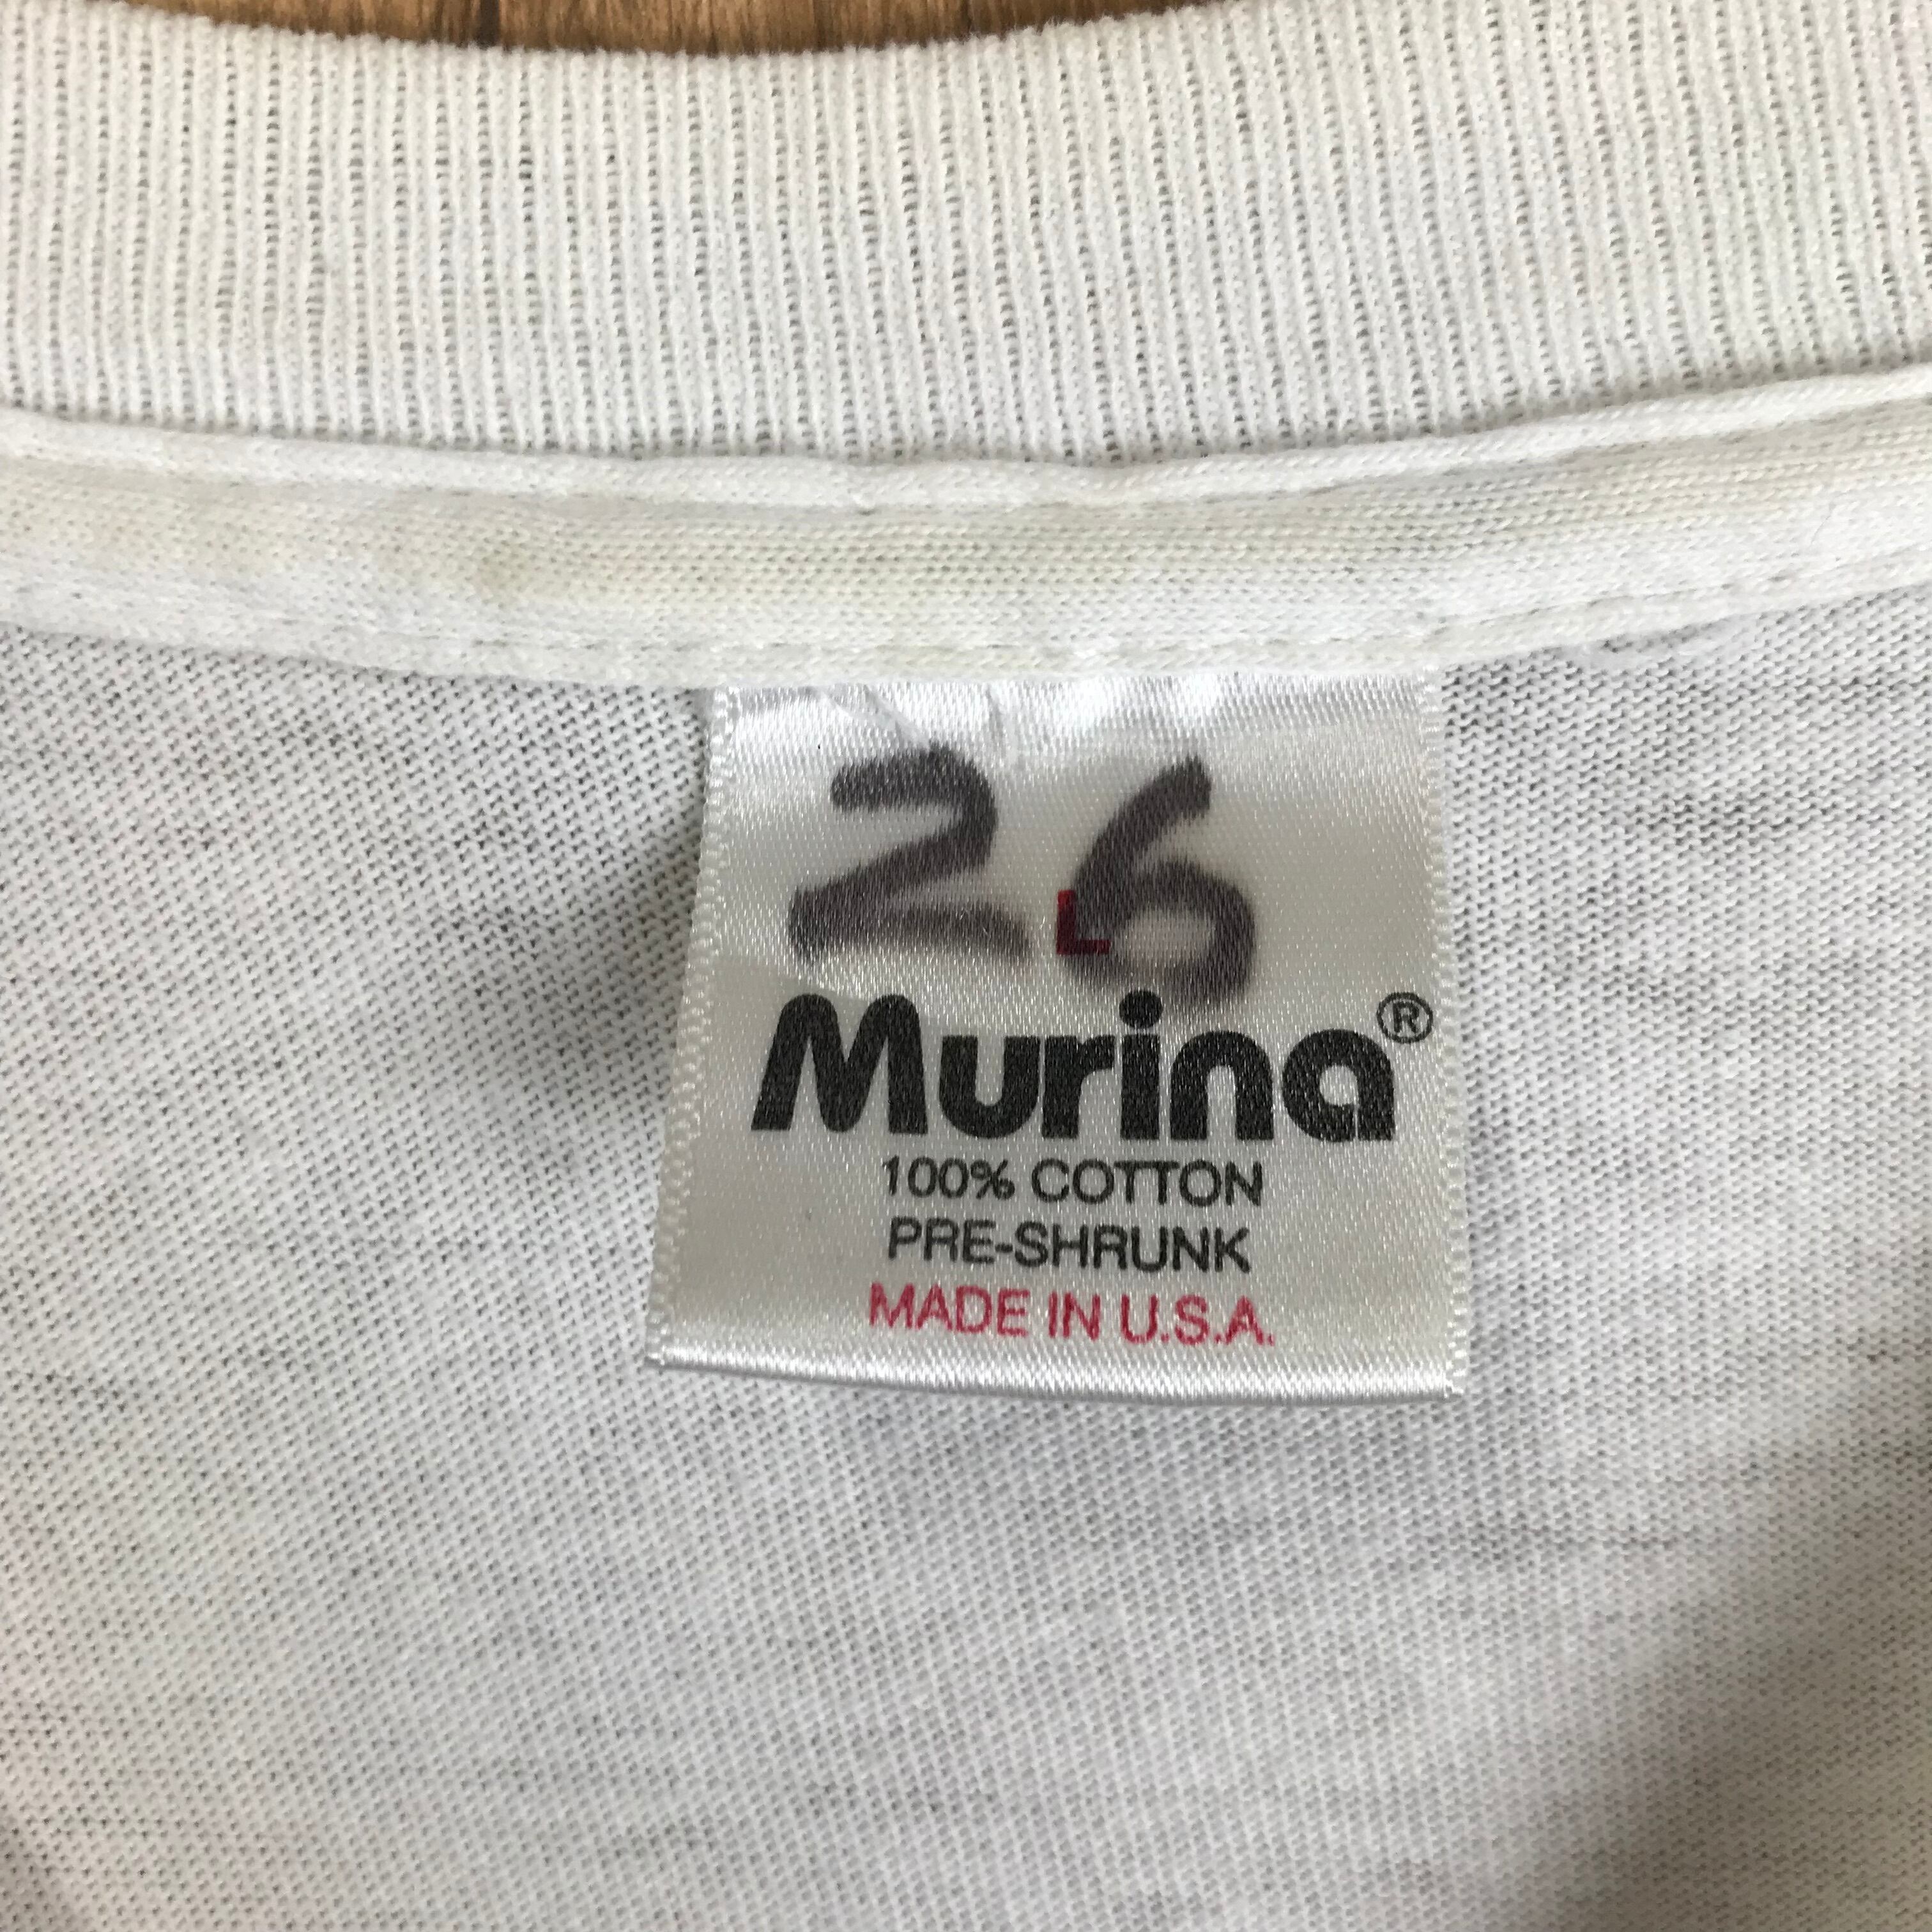 26
L
Murina®
100% COTTON
PRE-SHRUNK
MADE IN U.S.A.